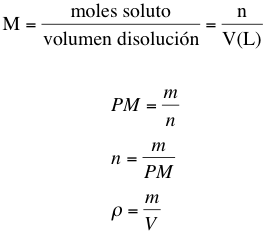 M = moles soluto / volumen disolución = n / V(L)
PM = m / n
n = m / PM
ρ = m / V